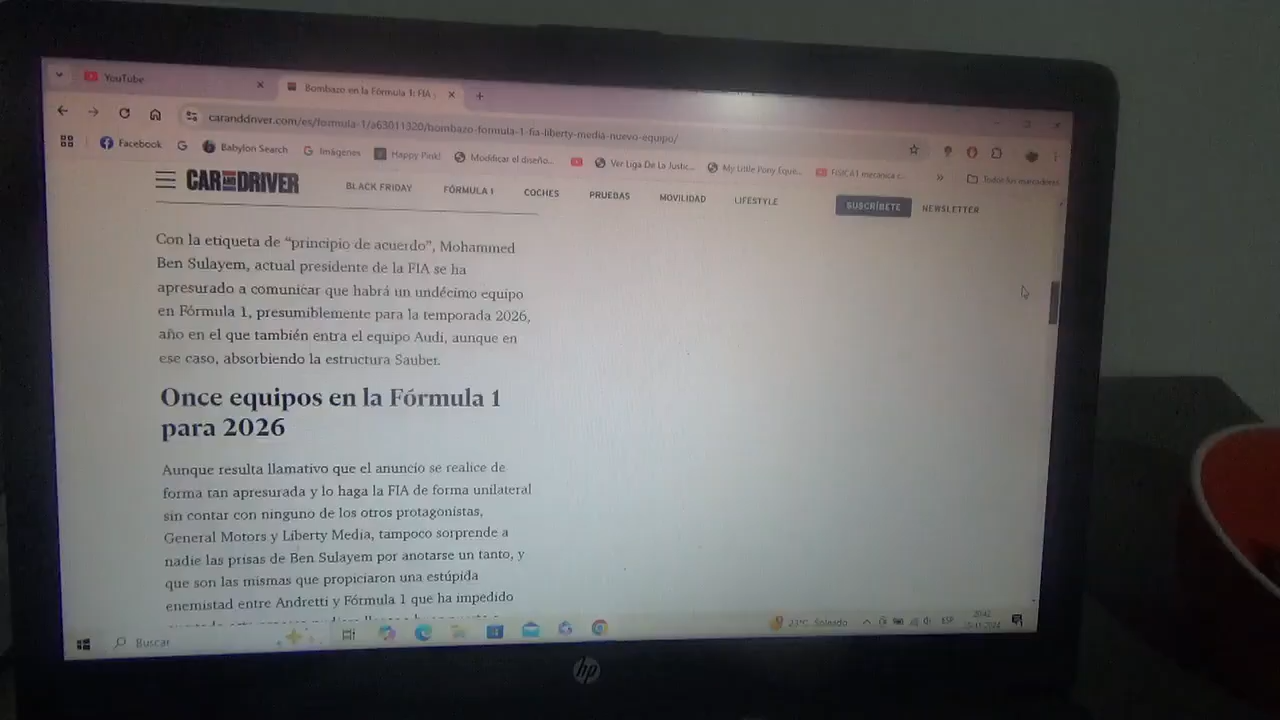 YouTube
Bombazo en la Fórmula 1: FIA
caranddriver.com/es/formula-1/a63011320/bombazo-formula-1-fia-liberty-media-nuevo-equipo/
Facebook
Babylon Search
Imágenes
Happy Pink!
Modificar el diseño...
Ver Liga De La Justic...
My Little Pony Eque...
FISICA1 mecanica c...
Todos los marcadores
CAR AND DRIVER
BLACK FRIDAY
FÓRMULA 1
COCHES
PRUEBAS
MOVILIDAD
LIFESTYLE
SUSCRÍBETE
NEWSLETTER
Con la etiqueta de “principio de acuerdo”, Mohammed
Ben Sulayem, actual presidente de la FIA se ha
apresurado a comunicar que habrá un undécimo equipo
en Fórmula 1, presumiblemente para la temporada 2026,
año en el que también entra el equipo Audi, aunque en
ese caso, absorbiendo la estructura Sauber.
Once equipos en la Fórmula 1
para 2026
Aunque resulta llamativo que el anuncio se realice de
forma tan apresurada y lo haga la FIA de forma unilateral
sin contar con ninguno de los otros protagonistas,
General Motors y Liberty Media, tampoco sorprende a
nadie las prisas de Ben Sulayem por anotarse un tanto, y
que son las mismas que propiciaron una estúpida
enemistad entre Andretti y Fórmula 1 que ha impedido
Buscar
23°C Soleado
ESP
20:42
hp